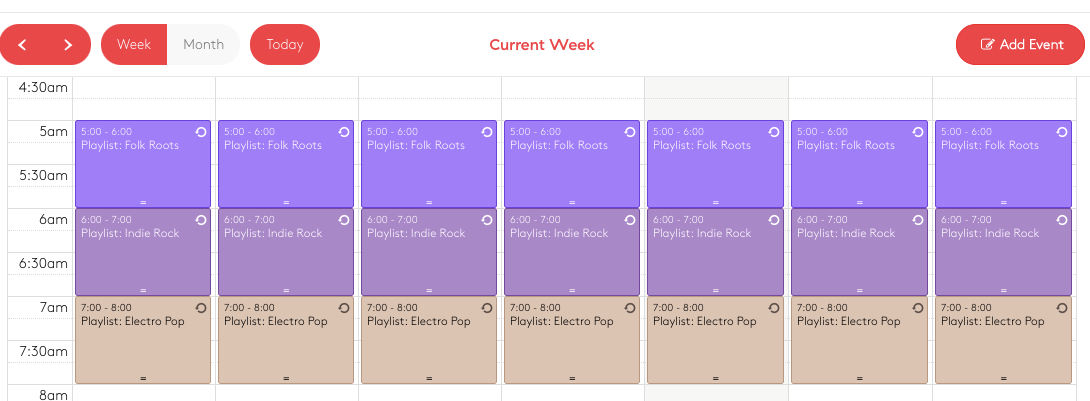 Week Month Today Current Week Add Event
4:30am
5am
5:00 - 6:00 5:00 - 6:00 5:00 - 6:00 5:00 - 6:00 5:00 - 6:00 5:00 - 6:00 5:00 - 6:00
Playlist: Folk Roots Playlist: Folk Roots Playlist: Folk Roots Playlist: Folk Roots Playlist: Folk Roots Playlist: Folk Roots Playlist: Folk Roots
5:30am
6am
6:00 - 7:00 6:00 - 7:00 6:00 - 7:00 6:00 - 7:00 6:00 - 7:00 6:00 - 7:00 6:00 - 7:00
Playlist: Indie Rock Playlist: Indie Rock Playlist: Indie Rock Playlist: Indie Rock Playlist: Indie Rock Playlist: Indie Rock Playlist: Indie Rock
6:30am
7am
7:00 - 8:00 7:00 - 8:00 7:00 - 8:00 7:00 - 8:00 7:00 - 8:00 7:00 - 8:00 7:00 - 8:00
Playlist: Electro Pop Playlist: Electro Pop Playlist: Electro Pop Playlist: Electro Pop Playlist: Electro Pop Playlist: Electro Pop Playlist: Electro Pop
7:30am
8am